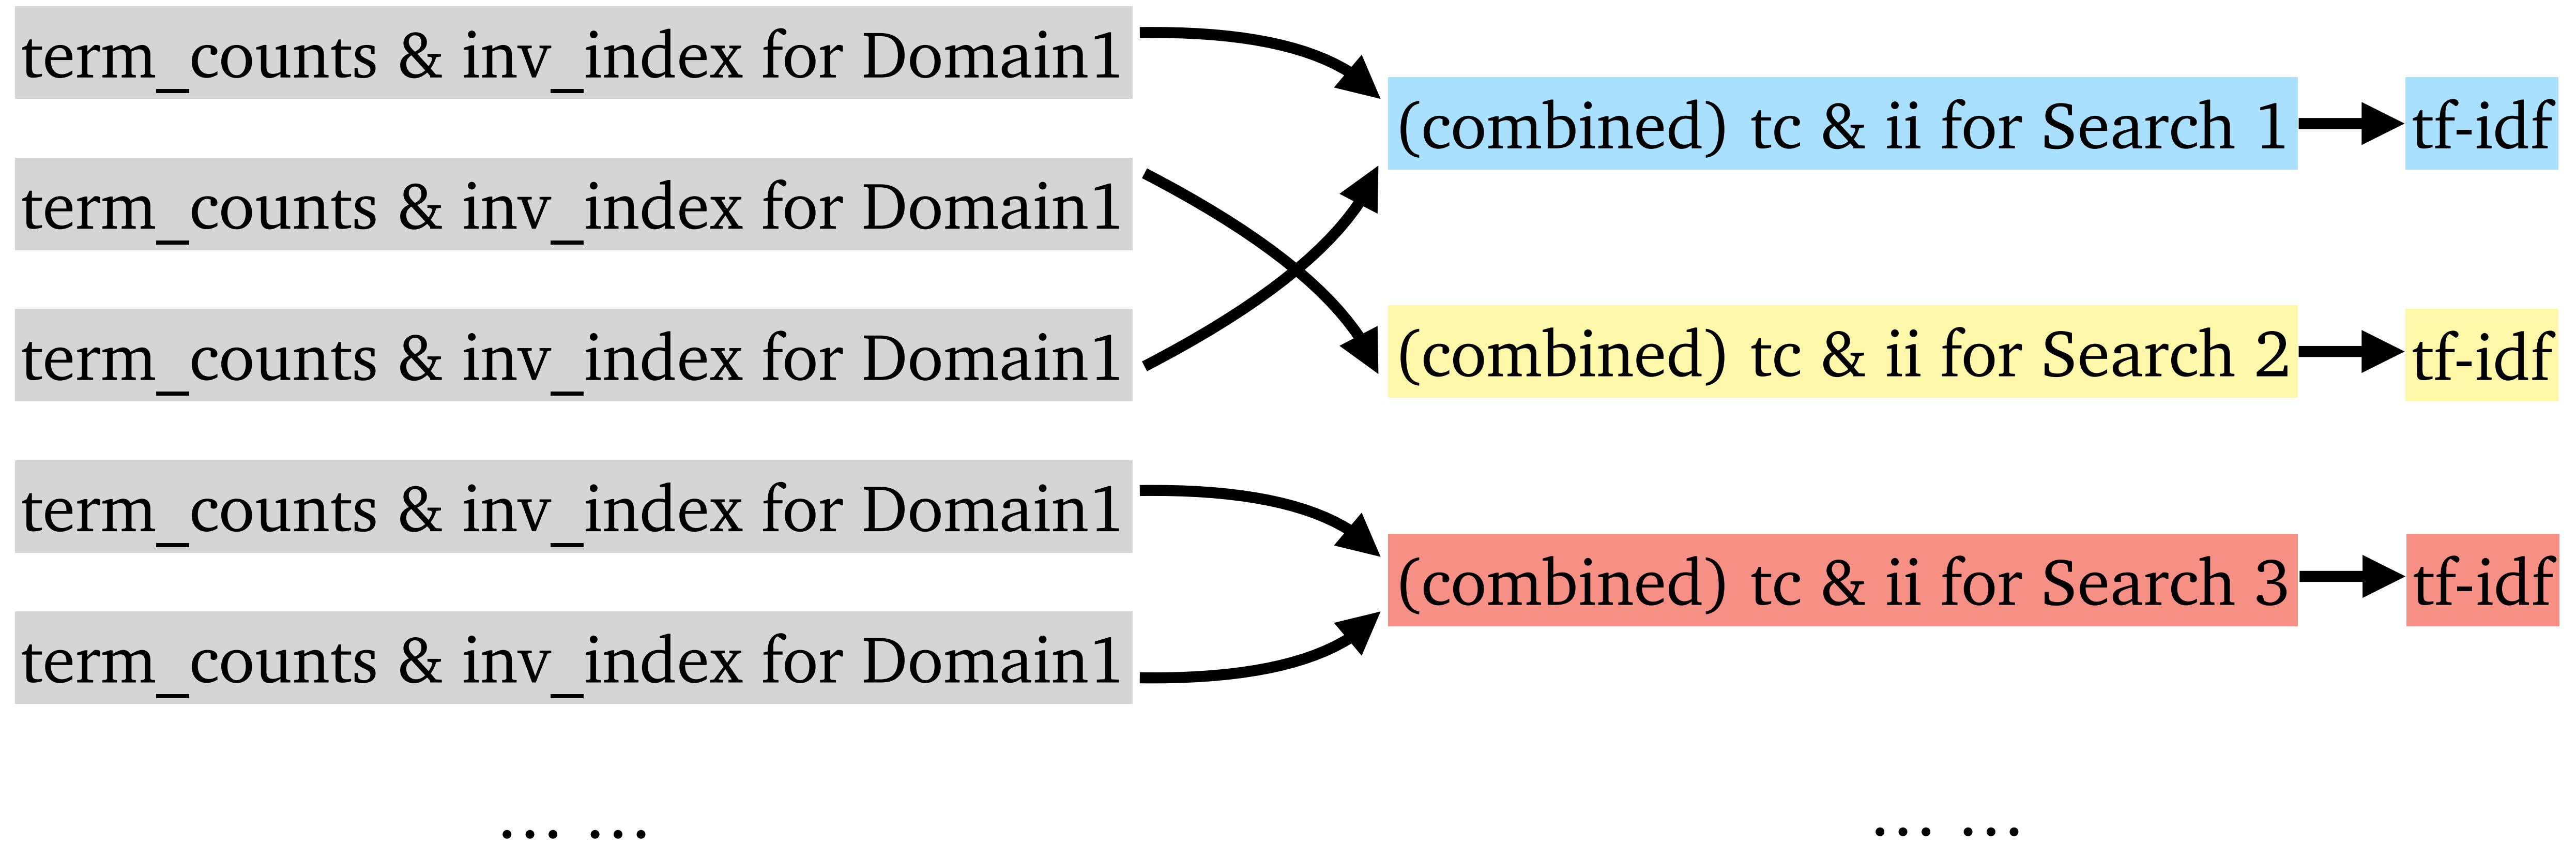 term_counts & inv_index for Domain1
term_counts & inv_index for Domain1
term_counts & inv_index for Domain1
term_counts & inv_index for Domain1
term_counts & inv_index for Domain1
... ...
(combined) tc & ii for Search 1
tf-idf
(combined) tc & ii for Search 2
tf-idf
(combined) tc & ii for Search 3
tf-idf
... ...